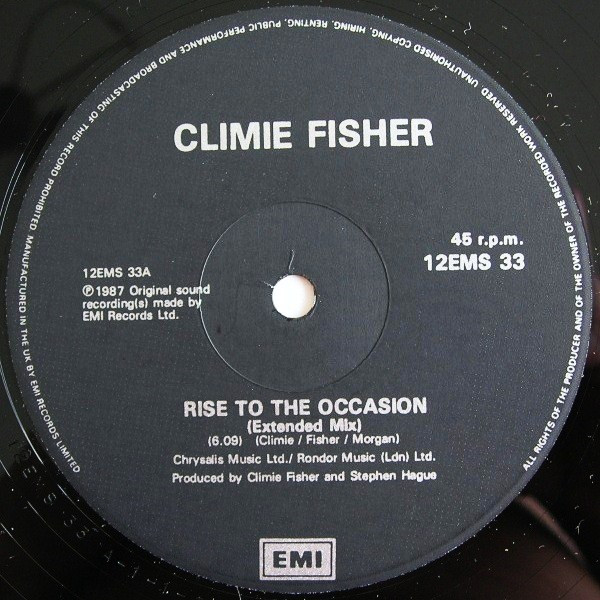 MANUFACTURED IN THE UK BY EMI RECORDS LIMITED
ALL RIGHTS OF THE PRODUCER AND OF THE OWNER OF THE RECORDED WORK RESERVED UNAUTHORISED COPYING, HIRING, RENTING, PUBLIC PERFORMANCE AND BROADCASTING OF THIS RECORD PROHIBITED
CLIMIE FISHER
45 r.p.m.
12EMS 33
12EMS 33A
℗1987 Original sound
recording(s) made by
EMI Records Ltd.
RISE TO THE OCCASION
(Extended Mix)
(6.09) (Climie / Fisher / Morgan)
Chrysalis Music Ltd./ Rondor Music (Ldn) Ltd.
Produced by Climie Fisher and Stephen Hague
EMI